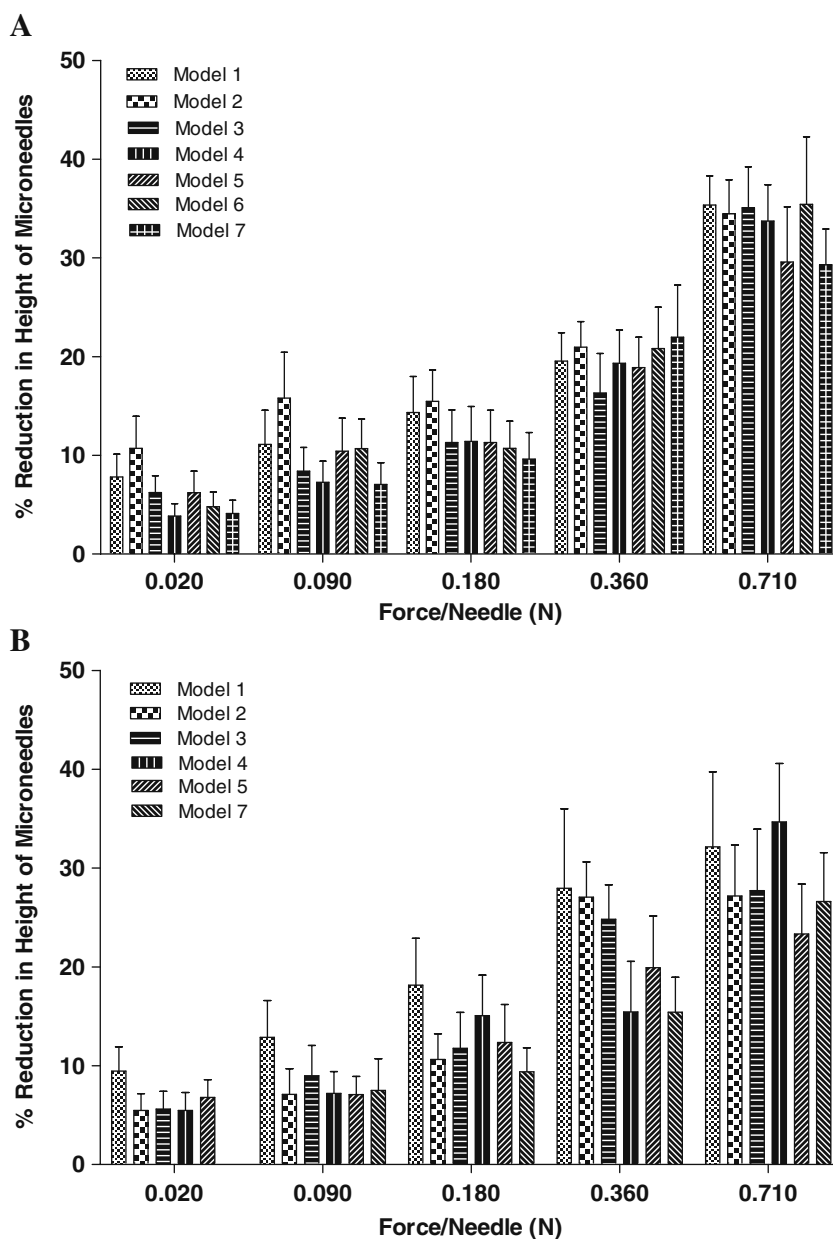 A
% Reduction in Height of Microneedles
50
40
30
20
10
0
Model 1
Model 2
Model 3
Model 4
Model 5
Model 6
Model 7
0.020 0.090 0.180 0.360 0.710
Force/Needle (N)
B
% Reduction in Height of Microneedles
50
40
30
20
10
0
Model 1
Model 2
Model 3
Model 4
Model 5
Model 7
0.020 0.090 0.180 0.360 0.710
Force/Needle (N)